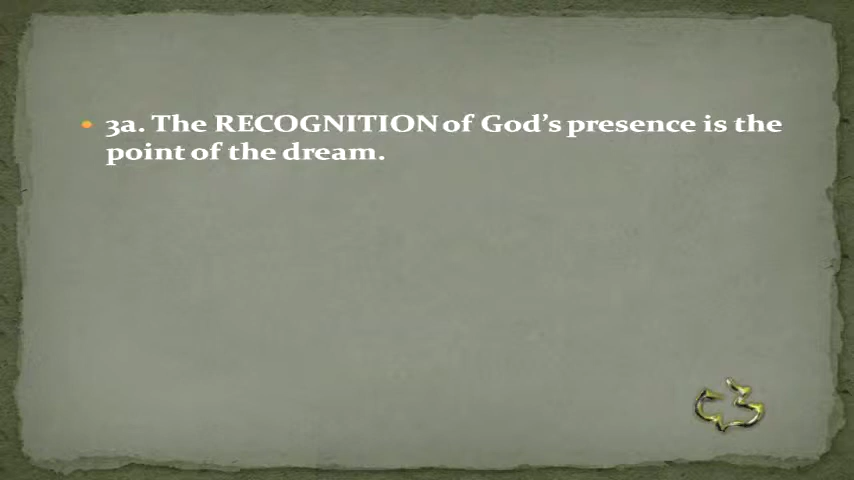 • 3a. The RECOGNITION of God's presence is the
point of the dream.